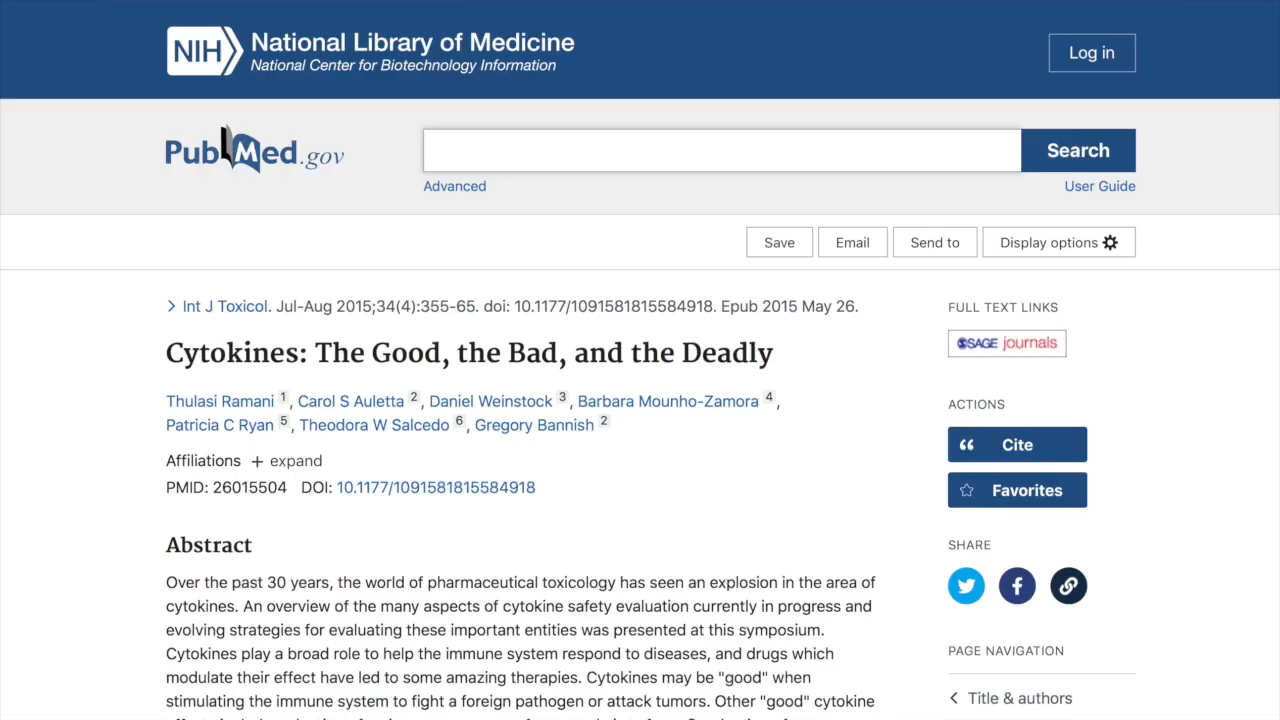 NIH National Library of Medicine
National Center for Biotechnology Information
Log in
PubMed.gov
Search
Advanced
User Guide
Save
Email
Send to
Display options
Int J Toxicol. Jul-Aug 2015;34(4):355-65. doi: 10.1177/1091581815584918. Epub 2015 May 26.
Cytokines: The Good, the Bad, and the Deadly
Thulasi Ramani 1, Carol S Auletta 2, Daniel Weinstock 3, Barbara Mounho-Zamora 4,
Patricia C Ryan 5, Theodora W Salcedo 6, Gregory Bannish 2
Affiliations + expand
PMID: 26015504 DOI: 10.1177/1091581815584918
Abstract
Over the past 30 years, the world of pharmaceutical toxicology has seen an explosion in the area of
cytokines. An overview of the many aspects of cytokine safety evaluation currently in progress and
evolving strategies for evaluating these important entities was presented at this symposium.
Cytokines play a broad role to help the immune system respond to diseases, and drugs which
modulate their effect have led to some amazing therapies. Cytokines may be "good" when
stimulating the immune system to fight a foreign pathogen or attack tumors. Other "good" cytokine
FULL TEXT LINKS
SAGE journals
ACTIONS
Cite
Favorites
SHARE
PAGE NAVIGATION
Title & authors